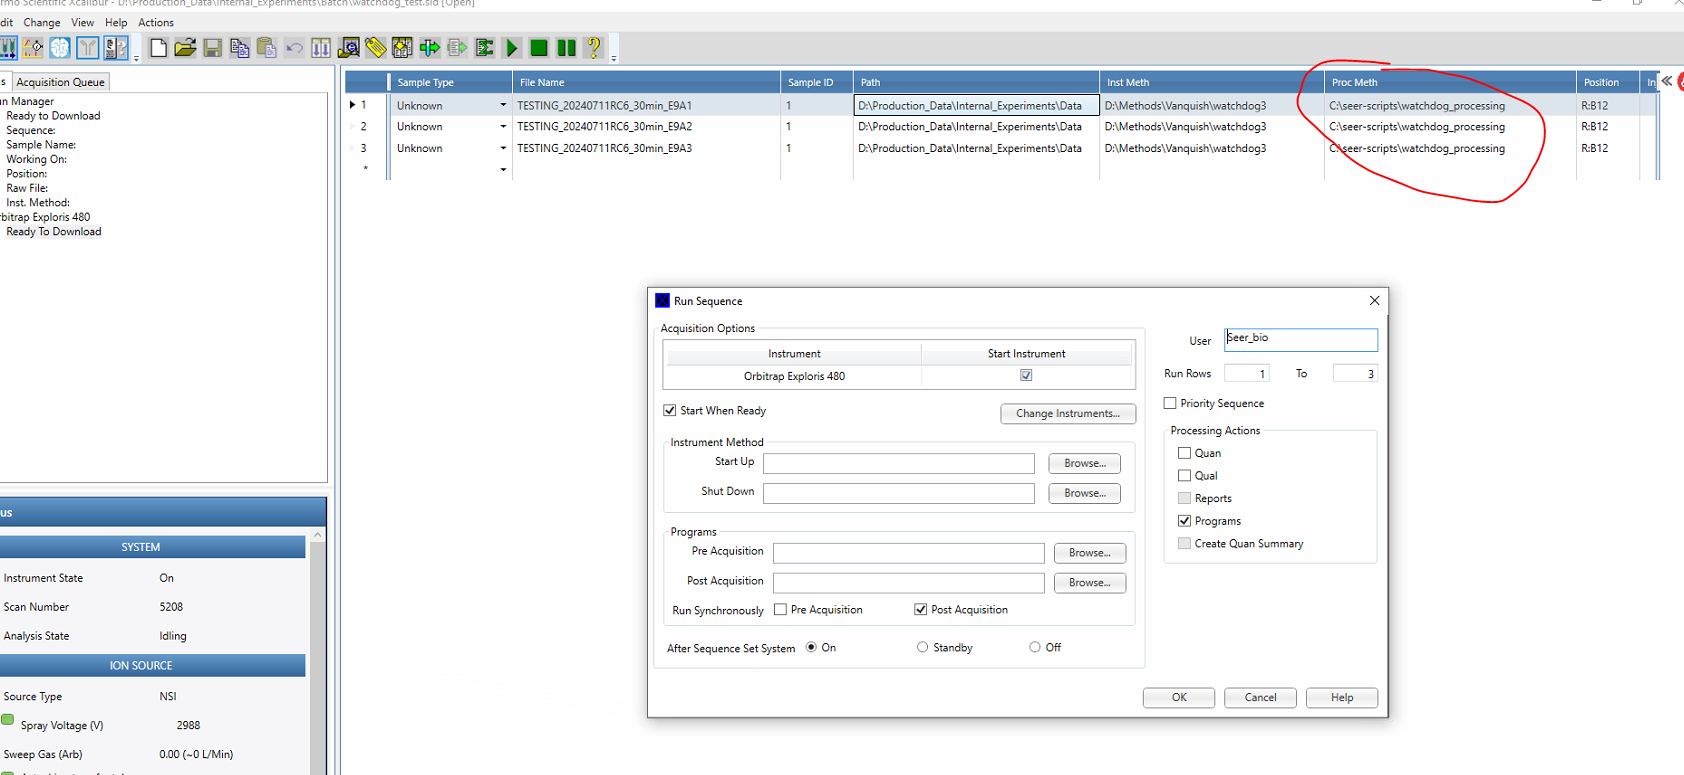 ermo Scientific Xcalibur - D:\Production_Data\Internal_Experiments\Batch\watchdog_test.sld [Open]
dit Change View Help Actions
s Acquisition Queue
un Manager
Ready to Download
Sequence:
Sample Name:
Working On:
Position:
Raw File:
Inst. Method:
rbitrap Exploris 480
Ready To Download
Sample Type File Name Sample ID Path Inst Meth Proc Meth Position In
1 Unknown TESTING_20240711RC6_30min_E9A1 1 D:\Production_Data\Internal_Experiments\Data D:\Methods\Vanquish\watchdog3 C:\seer-scripts\watchdog_processing R:B12
2 Unknown TESTING_20240711RC6_30min_E9A2 1 D:\Production_Data\Internal_Experiments\Data D:\Methods\Vanquish\watchdog3 C:\seer-scripts\watchdog_processing R:B12
3 Unknown TESTING_20240711RC6_30min_E9A3 1 D:\Production_Data\Internal_Experiments\Data D:\Methods\Vanquish\watchdog3 C:\seer-scripts\watchdog_processing R:B12
*
us
SYSTEM
Instrument State On
Scan Number 5208
Analysis State Idling
ION SOURCE
Source Type NSI
Spray Voltage (V) 2988
Sweep Gas (Arb) 0.00 (~0 L/Min)
Run Sequence
Acquisition Options
Instrument Start Instrument
Orbitrap Exploris 480
Start When Ready Change Instruments...
Instrument Method
Start Up Browse...
Shut Down Browse...
Programs
Pre Acquisition Browse...
Post Acquisition Browse...
Run Synchronously Pre Acquisition Post Acquisition
After Sequence Set System On Standby Off
User Seer_bio
Run Rows 1 To 3
Priority Sequence
Processing Actions
Quan
Qual
Reports
Programs
Create Quan Summary
OK Cancel Help